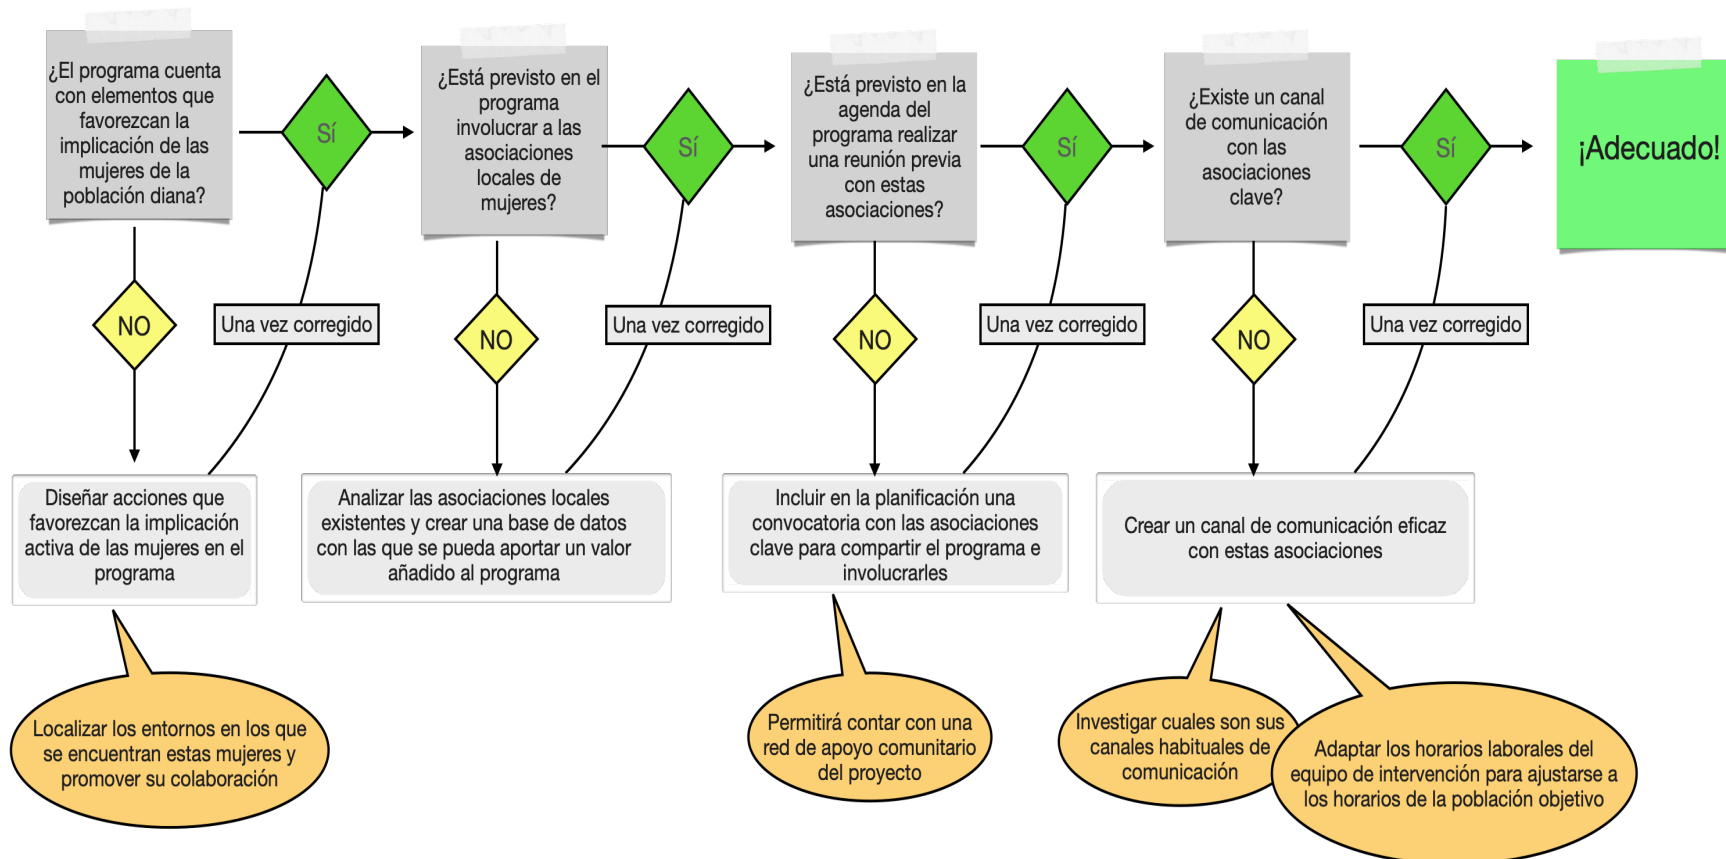 ¿El programa cuenta
con elementos que
favorezcan la
implicación de las
mujeres de la
población diana?
Sí
¿Está previsto en el
programa
involucrar a las
asociaciones
locales de
mujeres?
Sí
¿Está previsto en la
agenda del
programa realizar
una reunión previa
con estas
asociaciones?
Sí
¿Existe un canal
de comunicación
con las
asociaciones
clave?
Sí
¡Adecuado!
NO
Una vez corregido
NO
Una vez corregido
NO
Una vez corregido
NO
Una vez corregido
Diseñar acciones que
favorezcan la implicación
activa de las mujeres en el
programa
Analizar las asociaciones locales
existentes y crear una base de datos
con las que se pueda aportar un valor
añadido al programa
Incluir en la planificación una
convocatoria con las asociaciones
clave para compartir el programa e
involucrarles
Crear un canal de comunicación eficaz
con estas asociaciones
Localizar los entornos en los que
se encuentran estas mujeres y
promover su colaboración
Permitirá contar con una
red de apoyo comunitario
del proyecto
Investigar cuales son sus
canales habituales de
comunicación
Adaptar los horarios laborales del
equipo de intervención para ajustarse a
los horarios de la población objetivo